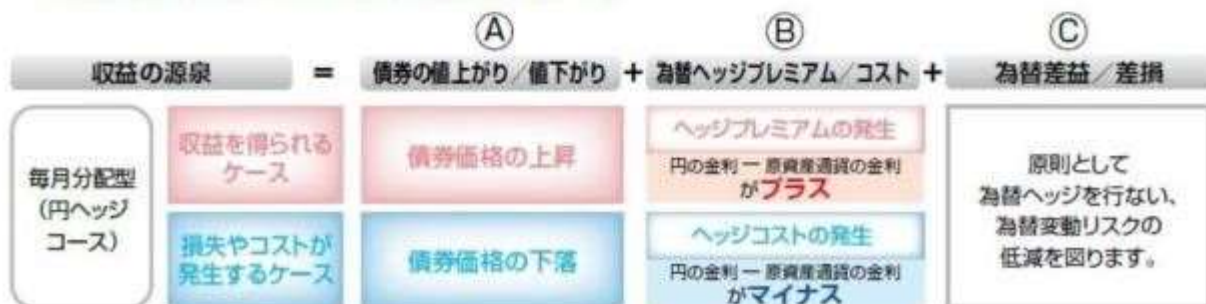 Ⓐ Ⓑ Ⓒ
収益の源泉 = 債券の値上がり/値下がり + 為替ヘッジプレミアム/コスト + 為替差益/差損
毎月分配型
(円ヘッジ
コース)
収益を得られる
ケース
債券価格の上昇
ヘッジプレミアムの発生
円の金利ー原資産通貨の金利
がプラス
損失やコストが
発生するケース
債券価格の下落
ヘッジコストの発生
円の金利ー原資産通貨の金利
がマイナス
原則として
為替ヘッジを行ない、
為替変動リスクの
低減を図ります。